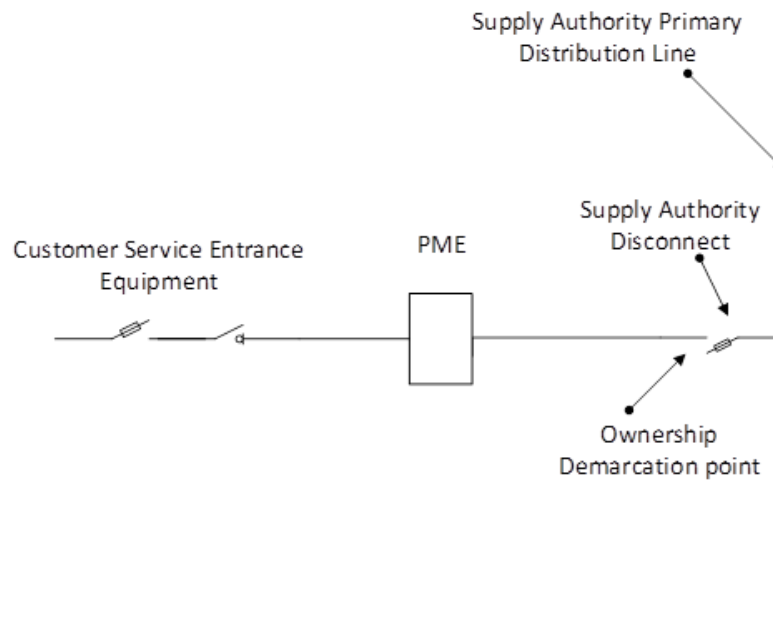 Supply Authority Primary
Distribution Line
Supply Authority
Disconnect
PME
Customer Service Entrance
Equipment
Ownership
Demarcation point